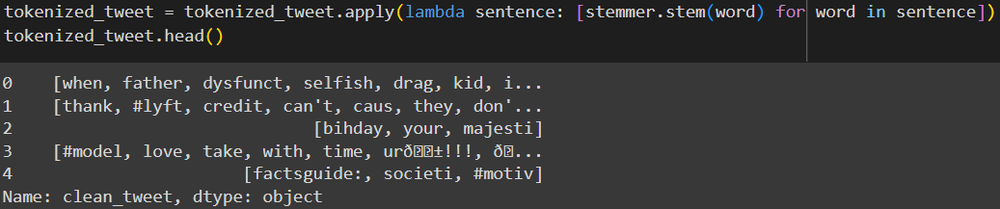 tokenized_tweet = tokenized_tweet.apply(lambda sentence: [stemmer.stem(word) for word in sentence])
tokenized_tweet.head()
0    [when, father, dysfunct, selfish, drag, kid, i...
1    [thank, #lyft, credit, can't, caus, they, don'...
2                            [bihday, your, majesti]
3    [#model, love, take, with, time, urð±!!!, ð...
4                      [factsguide:, societi, #motiv]
Name: clean_tweet, dtype: object